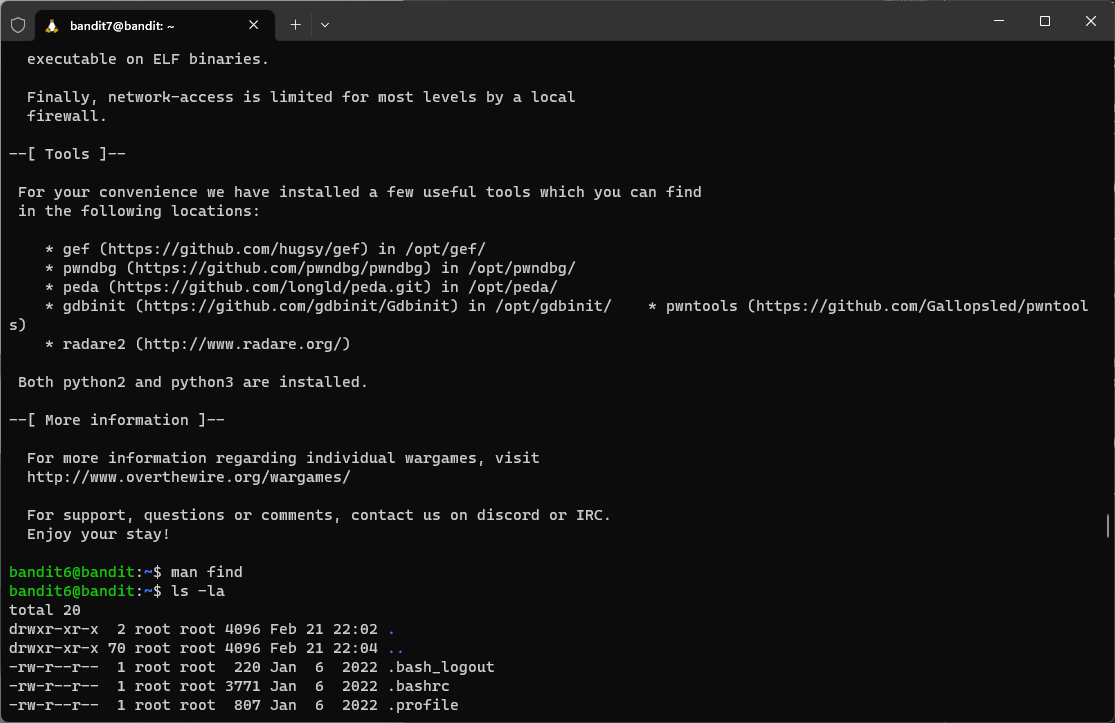 bandit7@bandit: ~
executable on ELF binaries.
Finally, network-access is limited for most levels by a local
firewall.
--[ Tools ]--
For your convenience we have installed a few useful tools which you can find
in the following locations:
* gef (https://github.com/hugsy/gef) in /opt/gef/
* pwndbg (https://github.com/pwndbg/pwndbg) in /opt/pwndbg/
* peda (https://github.com/longld/peda.git) in /opt/peda/
* gdbinit (https://github.com/gdbinit/Gdbinit) in /opt/gdbinit/    * pwntools (https://github.com/Gallopsled/pwntool
s)
* radare2 (http://www.radare.org/)
Both python2 and python3 are installed.
--[ More information ]--
For more information regarding individual wargames, visit
http://www.overthewire.org/wargames/
For support, questions or comments, contact us on discord or IRC.
Enjoy your stay!
bandit6@bandit:~$ man find
bandit6@bandit:~$ ls -la
total 20
drwxr-xr-x  2 root root 4096 Feb 21 22:02 .
drwxr-xr-x 70 root root 4096 Feb 21 22:04 ..
-rw-r--r--  1 root root  220 Jan  6  2022 .bash_logout
-rw-r--r--  1 root root 3771 Jan  6  2022 .bashrc
-rw-r--r--  1 root root  807 Jan  6  2022 .profile